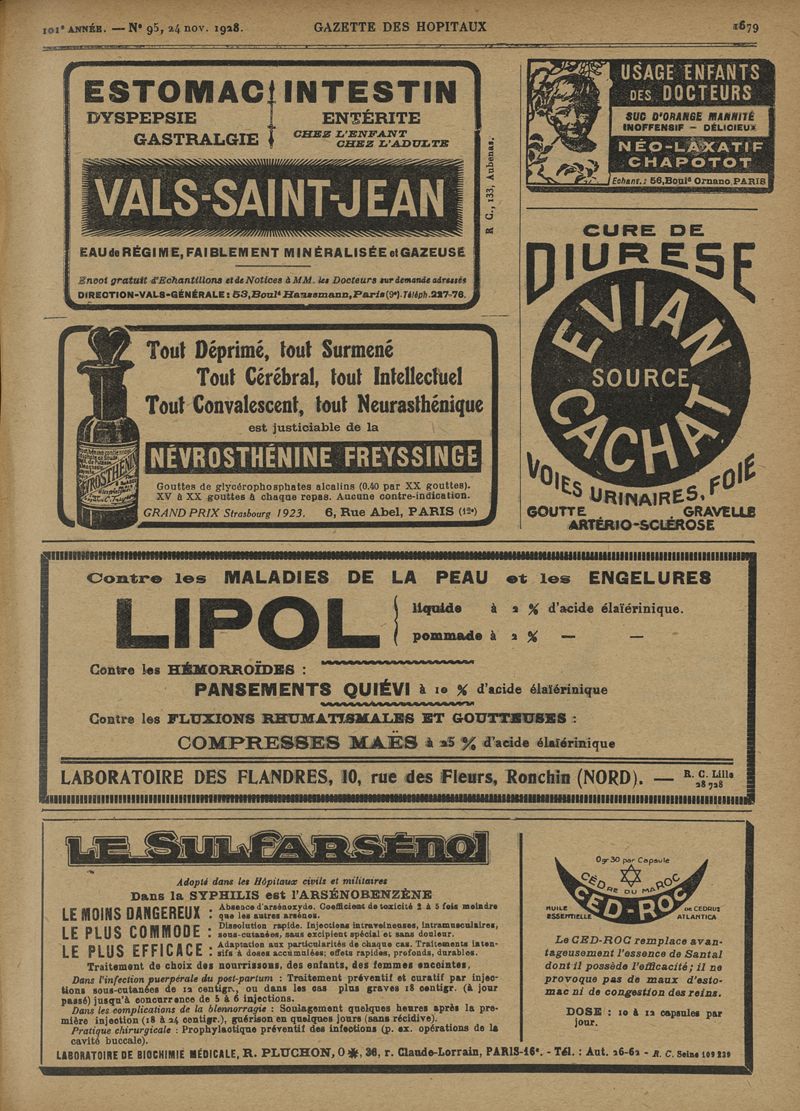 101e ANNÉE. — No 95, 24 nov. 1928. GAZETTE DES HOPITAUX 1679
ESTOMAC INTESTIN
DYSPEPSIE ENTÉRITE
GASTRALGIE CHEZ L'ENFANT
CHEZ L'ADULTE
VALS-SAINT-JEAN
EAU de RÉGIME, FAIBLEMENT MINÉRALISÉE et GAZEUSE
Envoi gratuit d'Echantillons et de Notices à MM. les Docteurs sur demande adressés
DIRECTION-VALS-GÉNÉRALE: 53, Bould Haussmann, Paris (9e). Téléph. 227-76.
R C., 133, Aubenas.
USAGE ENFANTS
DES DOCTEURS
SUC D'ORANGE MANNITÉ
INOFFENSIF — DÉLICIEUX
NÉO-LAXATIF
CHAPOTOT
Echant.: 56, Bould Ornano, PARIS
CURE DE
DIURESE
EVIAN
SOURCE
CACHAT
VOIES URINAIRES, FOIE
GOUTTE GRAVELLE
ARTÉRIO-SCLÉROSE
Tout Déprimé, tout Surmené
Tout Cérébral, tout Intellectuel
Tout Convalescent, tout Neurasthénique
est justiciable de la
NÉVROSTHÉNINE FREYSSINGE
Gouttes de glycérophosphates alcalins (0.40 par XX gouttes).
XV à XX gouttes à chaque repas. Aucune contre-indication.
GRAND PRIX Strasbourg 1923. 6, Rue Abel, PARIS (12e)
Contre les MALADIES DE LA PEAU et les ENGELURES
LIPOL
liquide à 2 % d'acide élaïérinique.
pommade à 2 % — —
Contre les HÉMORROÏDES :
PANSEMENTS QUIÉVI à 10 % d'acide élaïérinique
Contre les FLUXIONS RHUMATISMALES ET GOUTTEUSES :
COMPRESSES MAËS à 25 % d'acide élaïérinique
LABORATOIRE DES FLANDRES, 10, rue des Fleurs, Ronchin (NORD). — R. C. Lille
28 728
LE SULFARSÉNOL
Adopté dans les Hôpitaux civils et militaires
Dans la SYPHILIS est l'ARSÉNOBENZÈNE
LE MOINS DANGEREUX : Absence d'arsénoxyde. Coefficient de toxicité 2 à 5 fois moindre
que les autres arsénos.
LE PLUS COMMODE : Dissolution rapide. Injections intraveineuses, intramusculaires,
sous-cutanées, sans excipient spécial et sans douleur.
LE PLUS EFFICACE : Adaptation aux particularités de chaque cas. Traitements inten-
sifs à doses accumulées; effets rapides, profonds, durables.
Traitement de choix des nourrissons, des enfants, des femmes enceintes,
Dans l'infection puerpérale du post-partum : Traitement préventif et curatif par injec-
tions sous-cutanées de 12 centigr., ou dans les cas plus graves 18 centigr. (à jour
passé) jusqu'à concurrence de 5 à 6 injections.
Dans les complications de la blennorragie : Soulagement quelques heures après la pre-
mière injection (18 à 24 centigr.), guérison en quelques jours (sans récidive).
Pratique chirurgicale : Prophylactique préventif des infections (p. ex. opérations de la
cavité buccale).
0gr 30 par Capsule
CÈDRE DU MAROC
CED-ROC
HUILE
ESSENTIELLE
DE CEDRUS
ATLANTICA
Le CED-ROC remplace avan-
tageusement l'essence de Santal
dont il possède l'efficacité; il ne
provoque pas de maux d'esto-
mac ni de congestion des reins.
DOSE : 10 à 12 capsules par
jour.
LABORATOIRE DE BIOCHIMIE MÉDICALE, R. PLUCHON, O ✻, 36, r. Claude-Lorrain, PARIS-16e. - Tél. : Aut. 26-62 - R. C. Seine 109 239